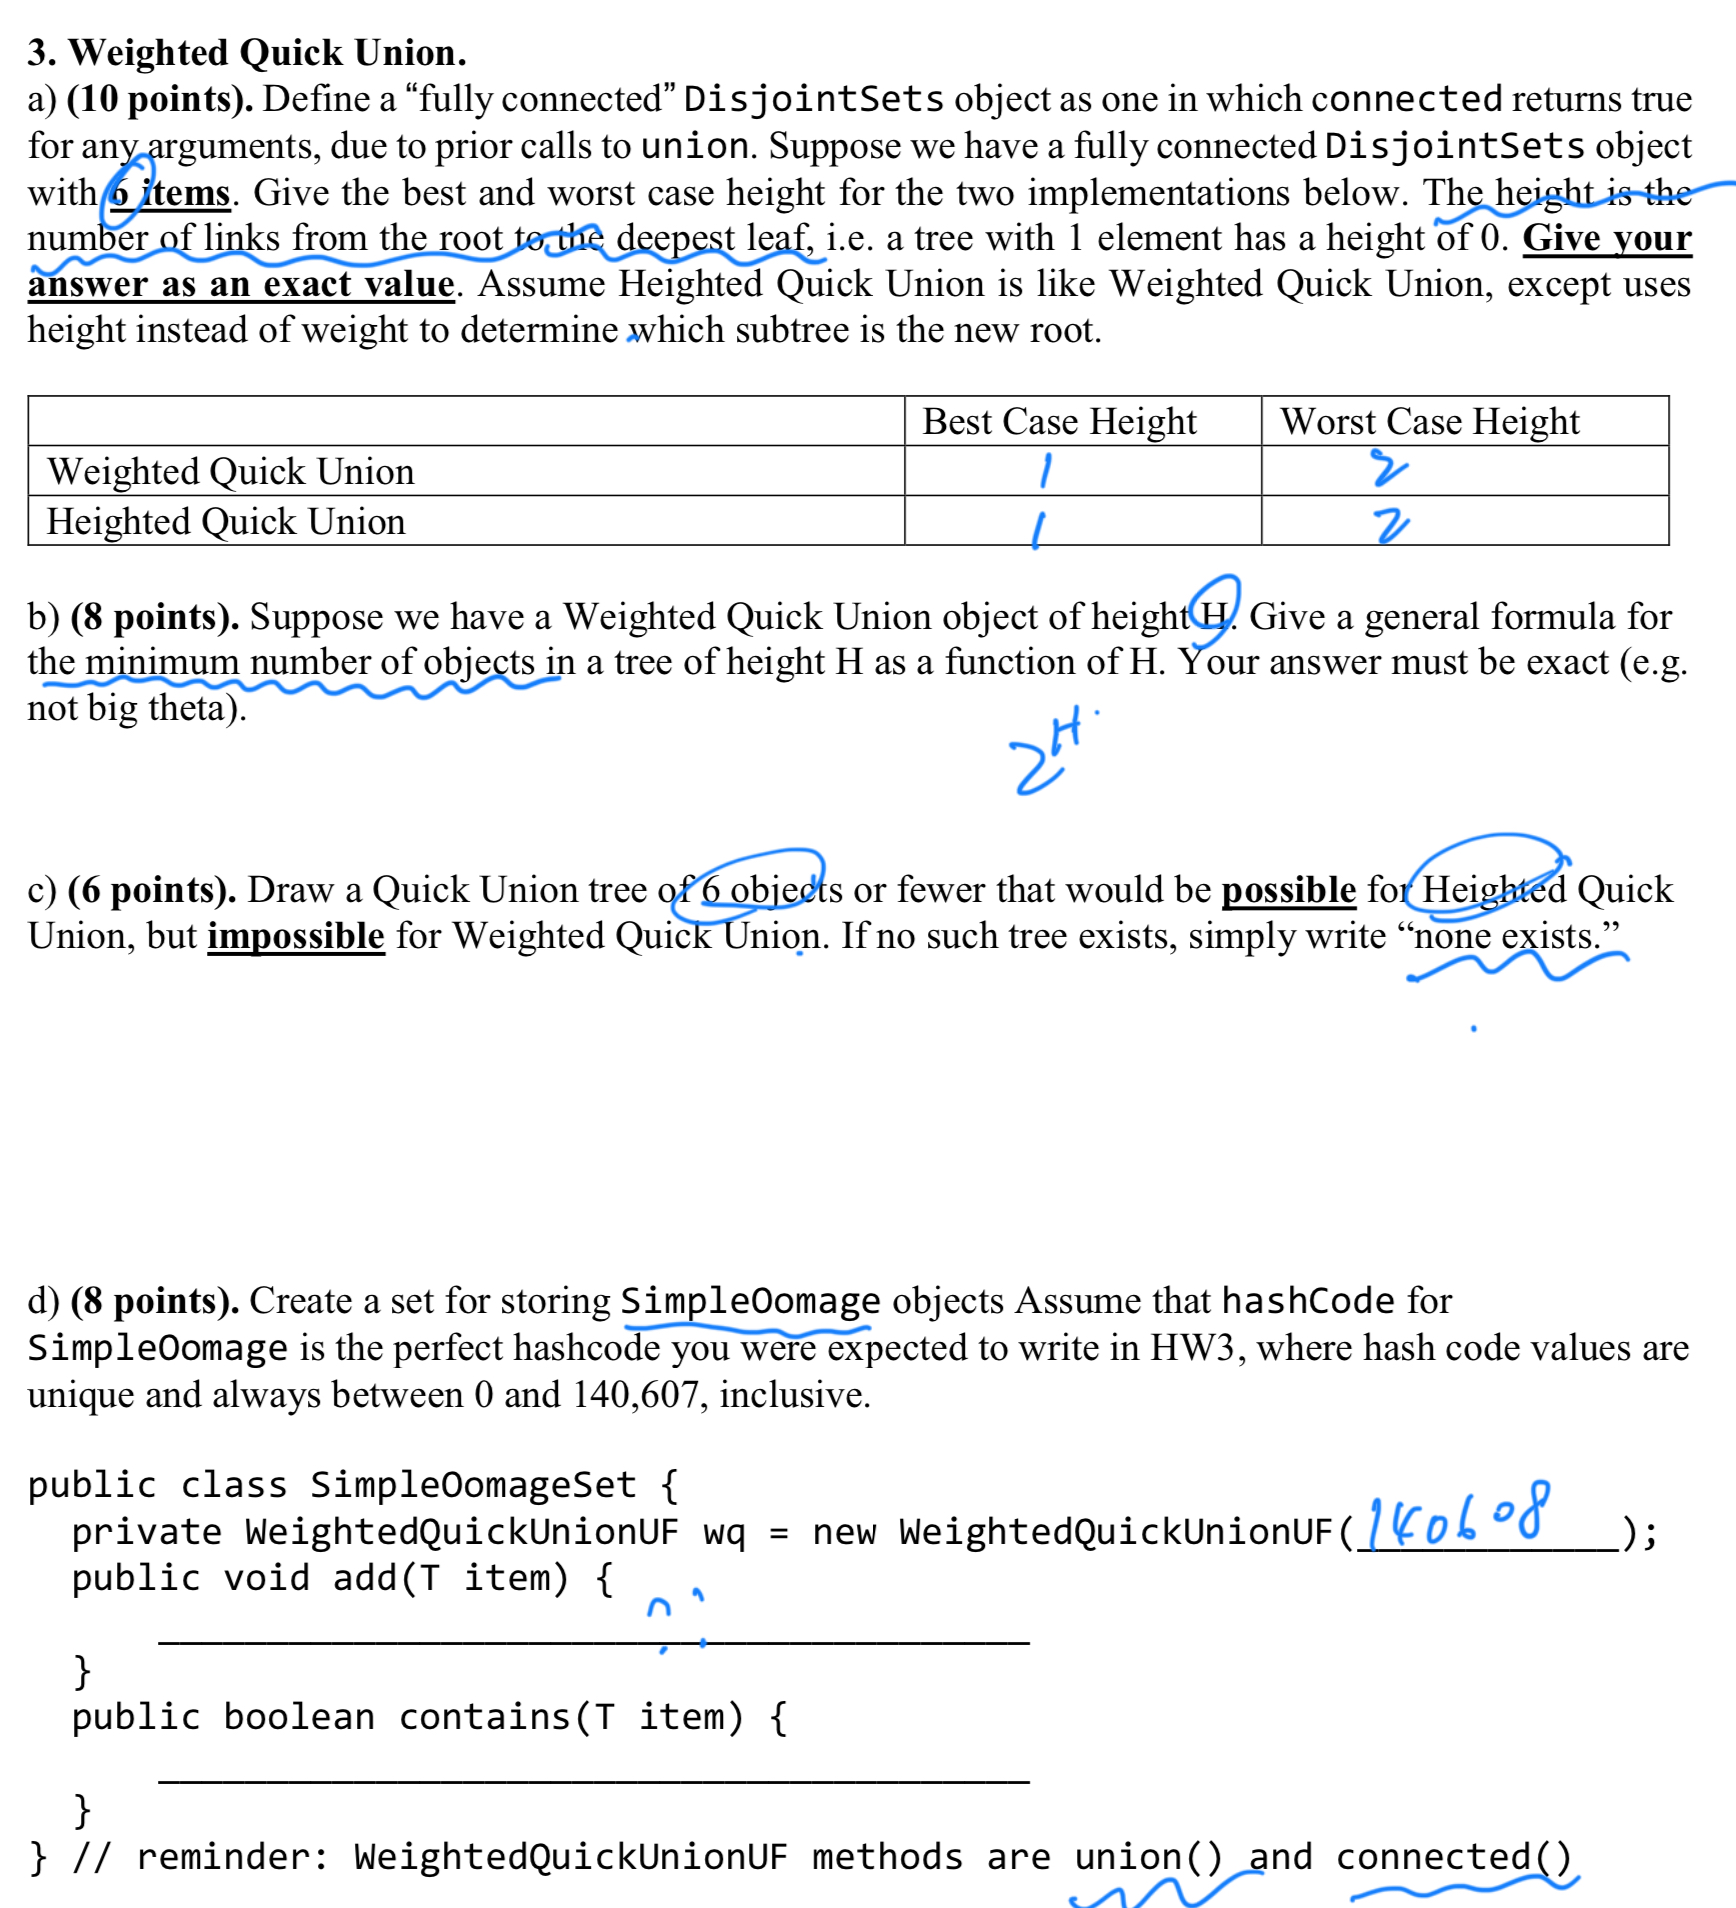 3. Weighted Quick Union.
a) (10 points). Define a “fully connected” DisjointSets object as one in which connected returns true
for any arguments, due to prior calls to union. Suppose we have a fully connected DisjointSets object
with 6 items. Give the best and worst case height for the two implementations below. The height is the
number of links from the root to the deepest leaf, i.e. a tree with 1 element has a height of 0. Give your
answer as an exact value. Assume Heighted Quick Union is like Weighted Quick Union, except uses
height instead of weight to determine which subtree is the new root.
Best Case Height Worst Case Height
Weighted Quick Union 1 2
Heighted Quick Union 1 2
b) (8 points). Suppose we have a Weighted Quick Union object of height H. Give a general formula for
the minimum number of objects in a tree of height H as a function of H. Your answer must be exact (e.g.
not big theta).
2^H
c) (6 points). Draw a Quick Union tree of 6 objects or fewer that would be possible for Heighted Quick
Union, but impossible for Weighted Quick Union. If no such tree exists, simply write “none exists.”
d) (8 points). Create a set for storing SimpleOomage objects Assume that hashCode for
SimpleOomage is the perfect hashcode you were expected to write in HW3, where hash code values are
unique and always between 0 and 140,607, inclusive.
public class SimpleOomageSet {
private WeightedQuickUnionUF wq = new WeightedQuickUnionUF(140608);
public void add(T item) {
}
public boolean contains(T item) {
}
} // reminder: WeightedQuickUnionUF methods are union() and connected()